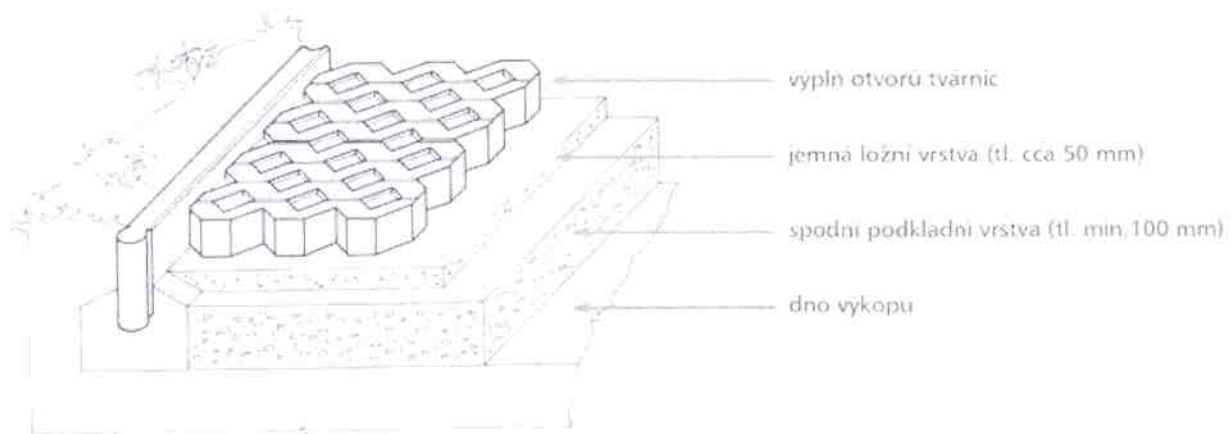 výplň otvorů tvárnic
jemná ložní vrstva (tl. cca 50 mm)
spodní podkladní vrstva (tl. min.100 mm)
dno výkopu